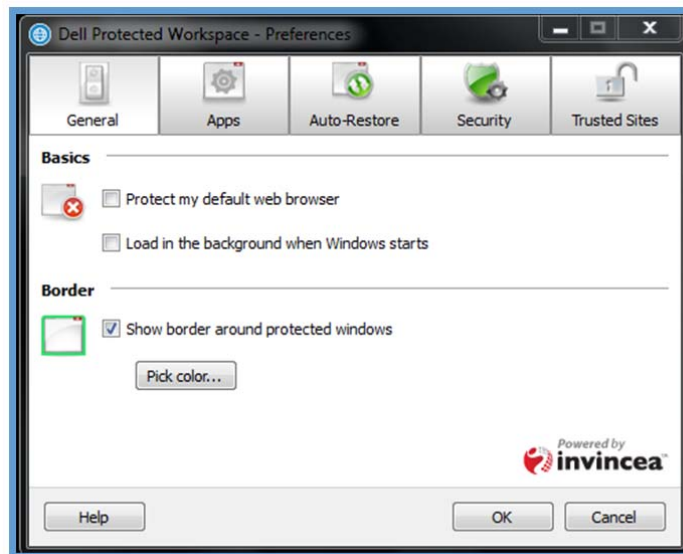 Dell Protected Workspace - Preferences
General
Apps
Auto-Restore
Security
Trusted Sites
Basics
Protect my default web browser
Load in the background when Windows starts
Border
Show border around protected windows
Pick color...
Powered by
invincea™
Help
OK
Cancel